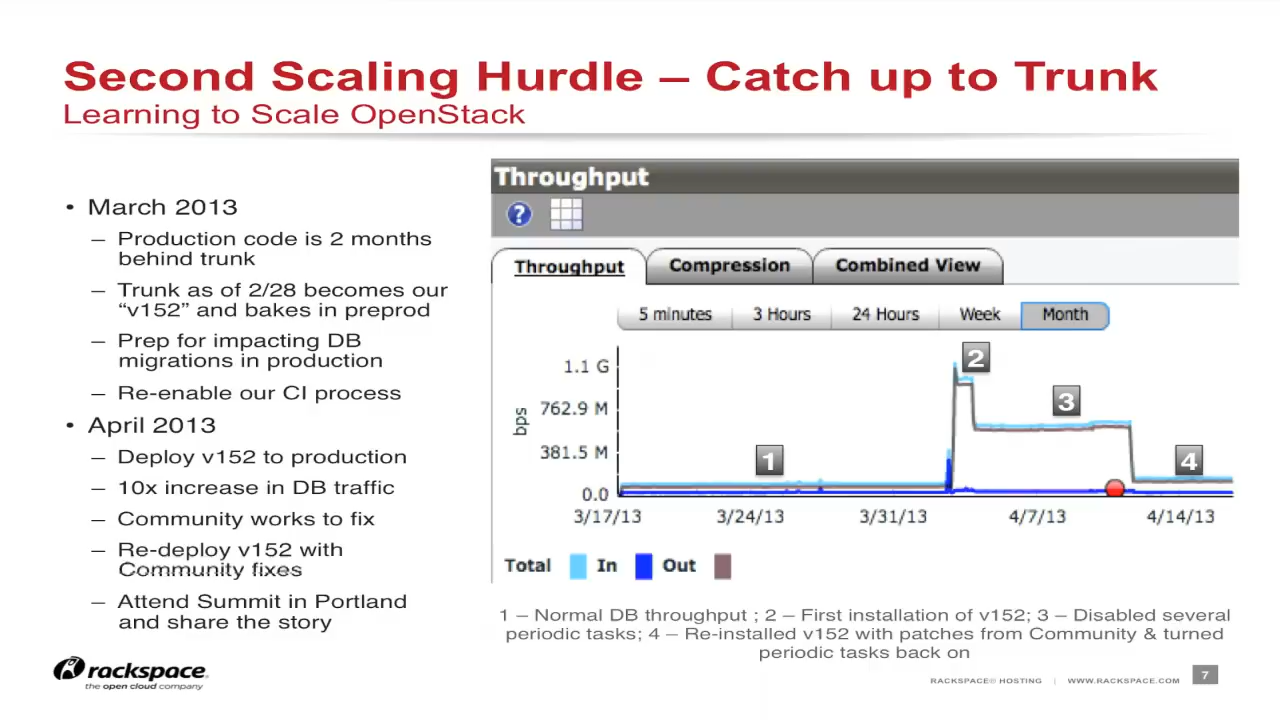 Second Scaling Hurdle – Catch up to Trunk
Learning to Scale OpenStack
• March 2013
– Production code is 2 months
behind trunk
– Trunk as of 2/28 becomes our
“v152” and bakes in preprod
– Prep for impacting DB
migrations in production
– Re-enable our CI process
• April 2013
– Deploy v152 to production
– 10x increase in DB traffic
– Community works to fix
– Re-deploy v152 with
Community fixes
– Attend Summit in Portland
and share the story
Throughput
?
Throughput Compression Combined View
5 minutes 3 Hours 24 Hours Week Month
bps
1.1 G
762.9 M
381.5 M
0.0
1
2
3
4
3/17/13 3/24/13 3/31/13 4/7/13 4/14/13
Total In Out
1 – Normal DB throughput ; 2 – First installation of v152; 3 – Disabled several
periodic tasks; 4 – Re-installed v152 with patches from Community & turned
periodic tasks back on
rackspace
the open cloud company
RACKSPACE® HOSTING | WWW.RACKSPACE.COM
7